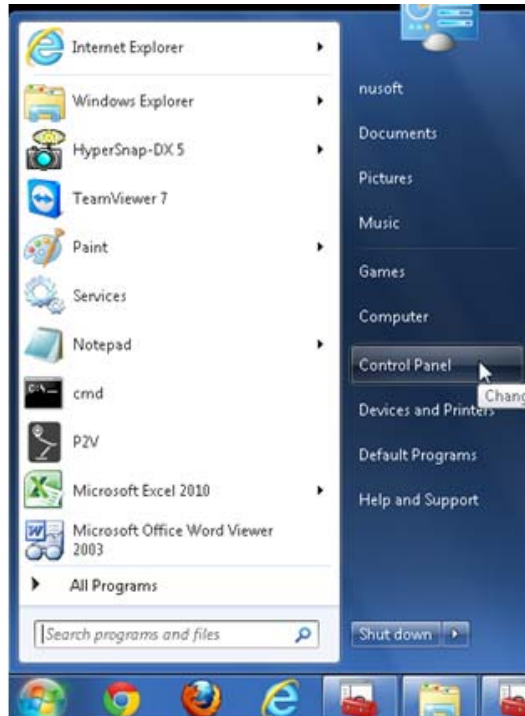 Internet Explorer
Windows Explorer
HyperSnap-DX 5
TeamViewer 7
Paint
Services
Notepad
cmd
P2V
Microsoft Excel 2010
Microsoft Office Word Viewer
2003
All Programs
Search programs and files
nusoft
Documents
Pictures
Music
Games
Computer
Control Panel
Chang
Devices and Printers
Default Programs
Help and Support
Shut down